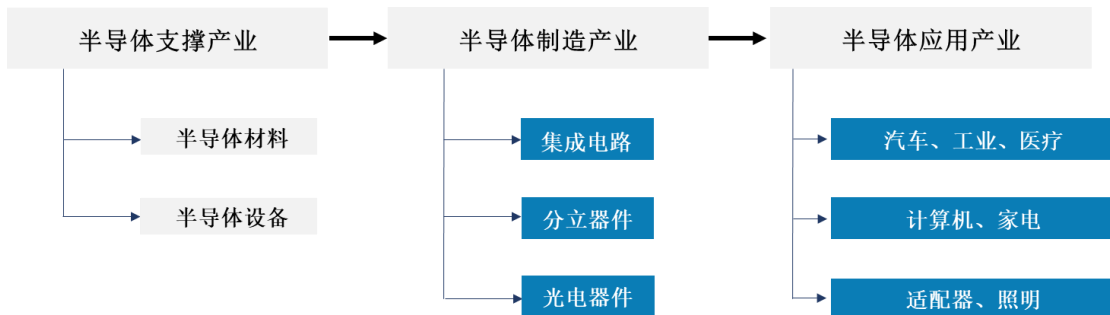 半导体支撑产业
半导体制造产业
半导体应用产业
半导体材料
集成电路
汽车、工业、医疗
半导体设备
分立器件
计算机、家电
光电器件
适配器、照明